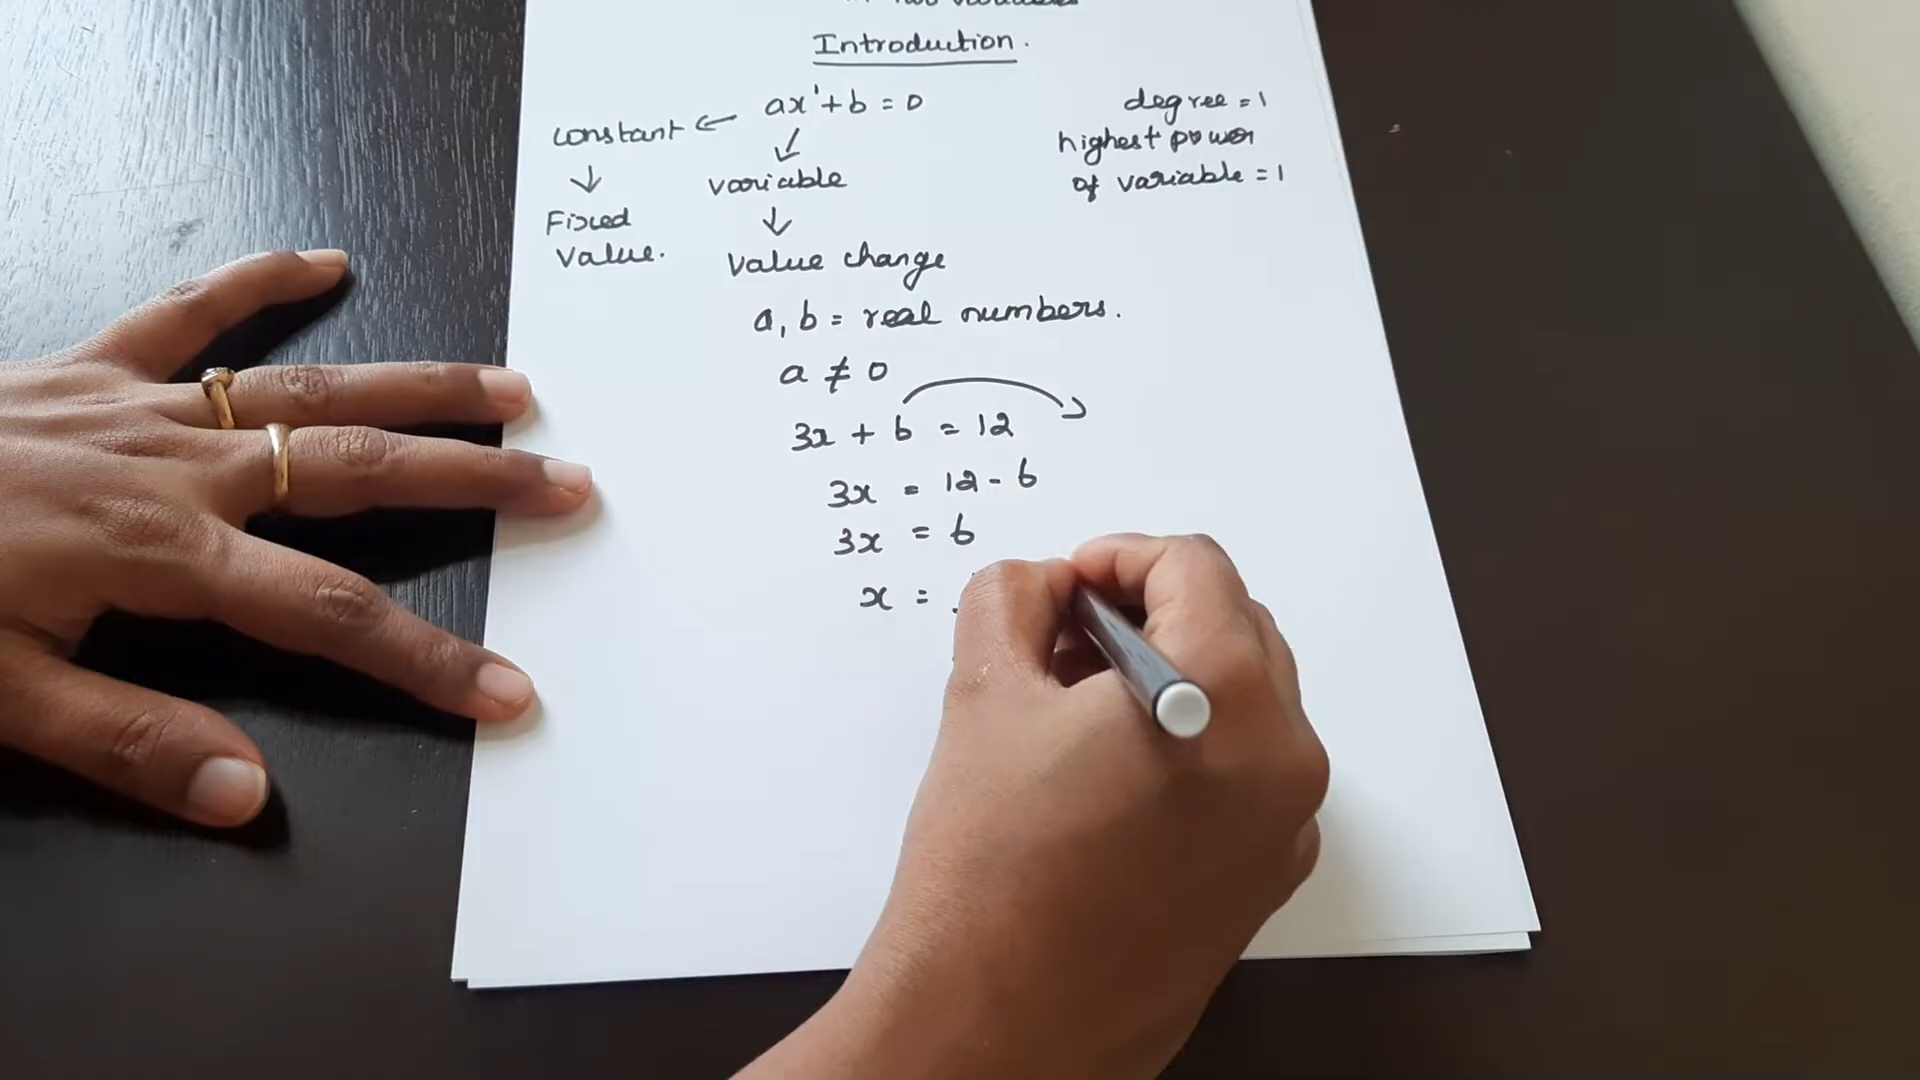 Introduction.
ax¹ + b = 0
constant ←
↓
Fixed
Value.
↓
variable
↓
Value change
degree = 1
highest power
of variable = 1
a, b = real numbers.
a ≠ 0
3x + 6 = 12
3x = 12 - 6
3x = 6
x =